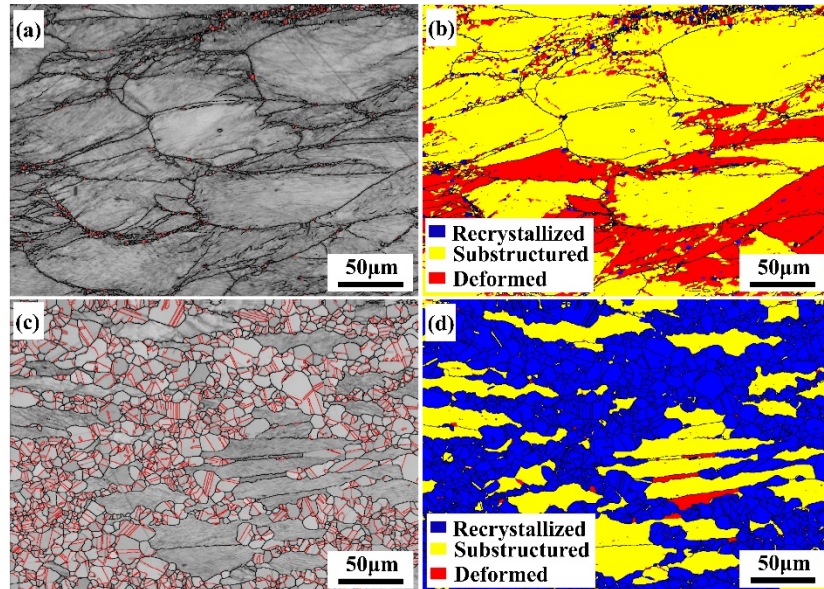 (a)
(b)
50μm
Recrystallized
Substructured
Deformed
50μm
(c)
(d)
50μm
Recrystallized
Substructured
Deformed
50μm